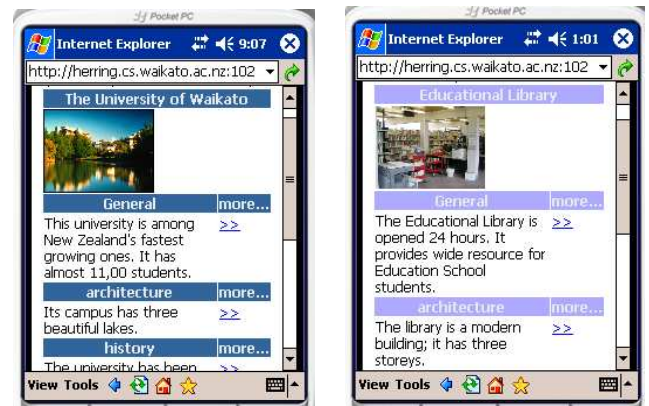 Pocket PC
Internet Explorer 9:07
http://herring.cs.waikato.ac.nz:102
The University of Waikato
General more...
This university is among >>
New Zealand's fastest
growing ones. It has
almost 11,00 students.
architecture more...
Its campus has three >>
beautiful lakes.
history more...
The university has been >>
View Tools
Pocket PC
Internet Explorer 1:01
http://herring.cs.waikato.ac.nz:102
Educational Library
General more...
The Educational Library is >>
opened 24 hours. It
provides wide resource for
Education School
students.
architecture more...
The library is a modern >>
building; it has three
storeys.
View Tools